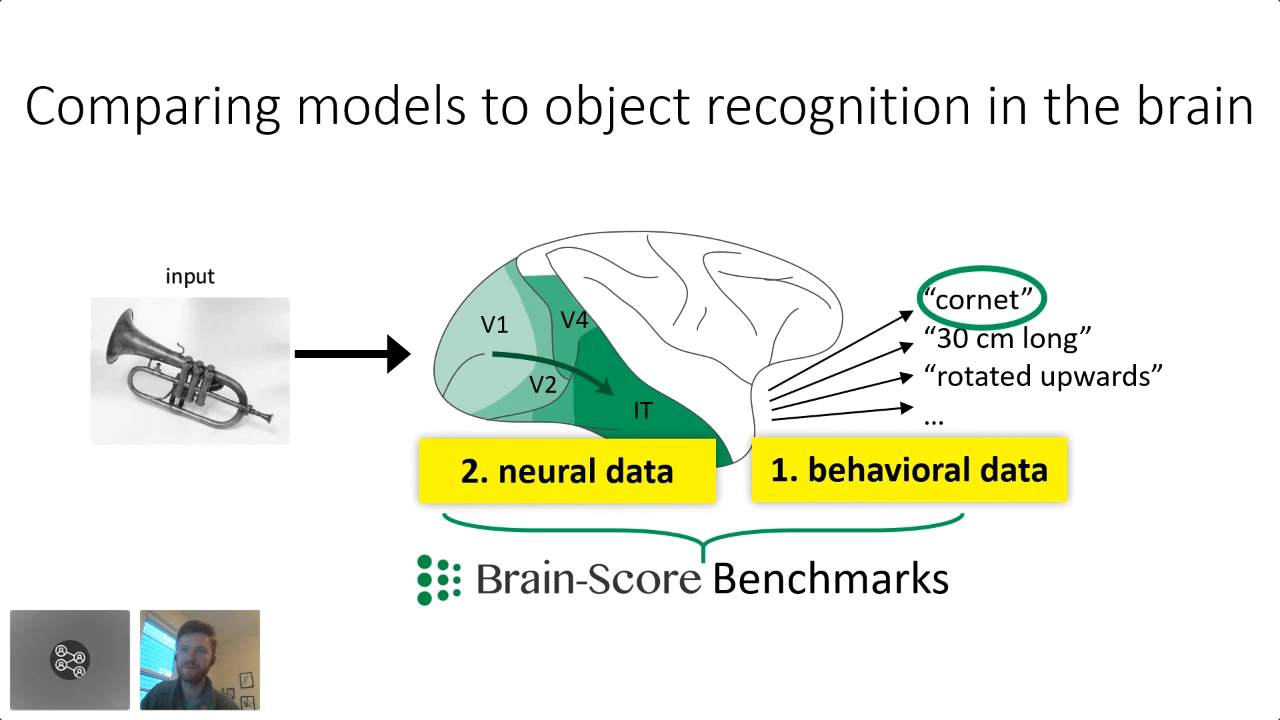 Comparing models to object recognition in the brain
input
V1
V4
V2
IT
“cornet”
“30 cm long”
“rotated upwards”
...
2. neural data
1. behavioral data
Brain-Score Benchmarks